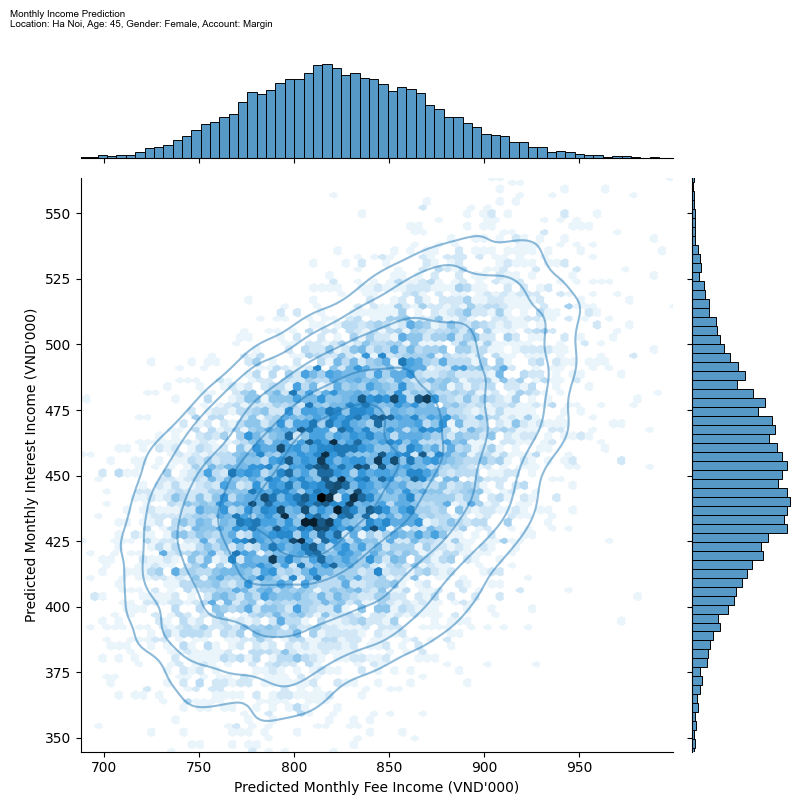 Monthly Income Prediction
Location: Ha Noi, Age: 45, Gender: Female, Account: Margin
550
525
500
475
450
425
400
375
350
Predicted Monthly Interest Income (VND'000)
700 750 800 850 900 950
Predicted Monthly Fee Income (VND'000)